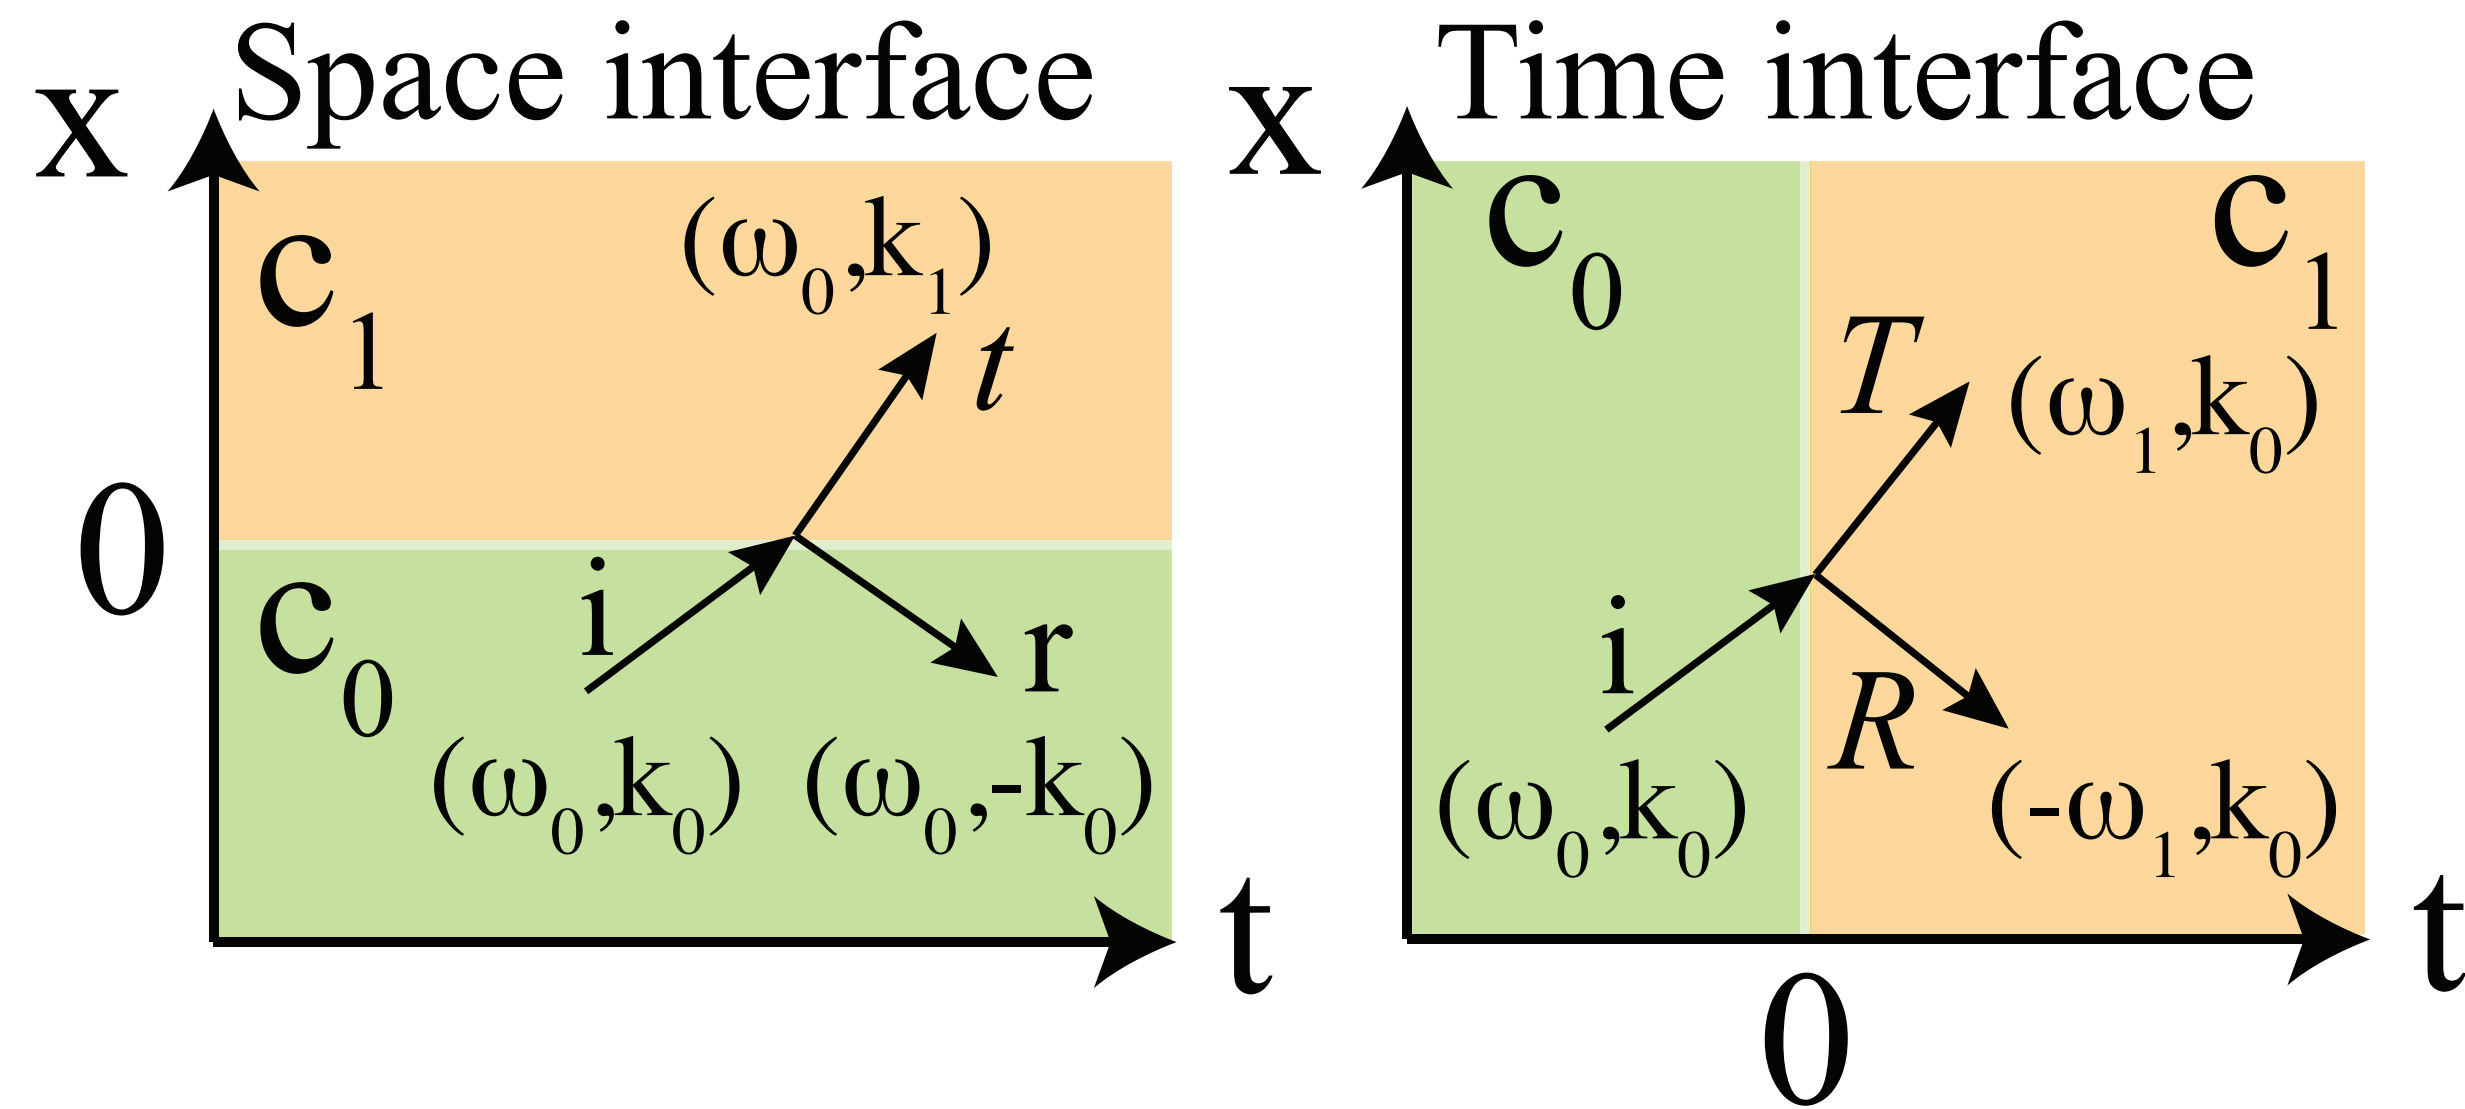 Space interface
x
c₁
(ω₀,k₁)
t
0
c₀
i
r
(ω₀,k₀)
(ω₀,-k₀)
t
Time interface
x
c₀
c₁
T
(ω₁,k₀)
i
R
(ω₀,k₀)
(-ω₁,k₀)
t
0